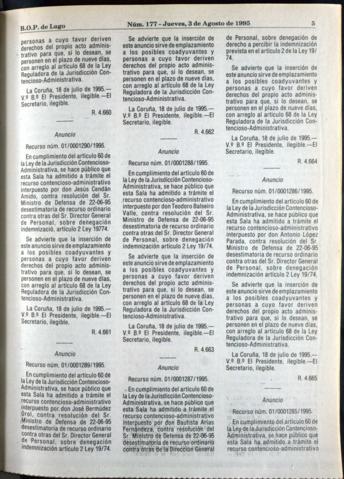 B.O.P. de Lugo
Núm. 177 - Jueves, 3 de Agosto de 1995
5
personas a cuyo favor deriven
derechos del propio acto admins-
trativo para que, si lo desean, se
personen en el plazo de nueve días,
con arreglo al artículo 68 de la Ley
Reguladora de la Jurisdicción Con-
tencioso-Administrativa.
La Coruña, 18 de julio de 1995.—
V.º B.º El Presidente, ilegible.—El
Secretario, ilegible.
R. 4.660
Anuncio
Recurso núm. 01/0001290/1995.
En cumplimiento del artículo 60 de
la Ley de la Jurisdicción Contencioso-
Administrativa, se hace público que
esta Sala ha admitido a trámite el
recurso contencioso-administrativo
interpuesto por don Jesús Cendán
Anido, contra resolución del Sr.
Ministro de Defensa de 22-06-95
desestimatoria de recurso ordinario
contra otras del Sr. Director General
de Personal, sobre denegación
indemnizació. artículo 2 Ley 19/74.
Se advierte que la inserción de
este anuncio sirve de emplazamiento
a los posibles coadyuvantes y
personas a cuyo favor deriven
derechos del propio acto adminis-
trativo para que, si lo desean, se
personen en el plazo de nueve días,
con arreglo al artículo 68 de la Ley
Reguladora de la Jurisdicción Con-
tencioso-Administrativa.
La Coruña, 18 de julio de 1995.—
V.º B.º El Presidente, ilegible.—El
Secretario, ilegible.
R. 4.661
Anuncio
Recurso núm. 01/0001289/1995.
En cumplimiento del artículo 60 de
la Ley de la Jurisdicción Contencioso-
Administrativa, se hace público que
esta Sala ha admitido a trámite el
recurso contencioso-administrativo
interpuesto por don José Bermúdez
Orol, contra resolución del Sr.
Ministro de Defensa de 22-06-95
desestimatoria de recurso ordinario
contra otras del Sr. Director General
de Personal, sobre denegación
indemnización artículo 2 Ley 19/74.
Se advierte que la inserción de
este anuncio sirve de emplazamiento
a los posibles coadyuvantes y
personas a cuyo favor deriven
derechos del propio acto adminis-
trativo para que, si lo desean, se
personen en el plazo de nueve días,
con arreglo al artículo 68 de la Ley
Reguladora de la Jurisdicción Con-
tencioso-Administrativa.
La Coruña, 18 de julio de 1995.—
V.º B.º El Presidente, ilegible.—El
Secretario, ilegible.
R. 4.662
Anuncio
Recurso núm. 01/0001288/1995.
En cumplimiento del artículo 60 de
la Ley de la Jurisdicción Contencioso-
Administrativa, se hace público que
esta Sala ha admitido a trámite el
recurso contencioso-administrativo
interpuesto por don Teodoro Balseiro
Valle, contra resolución del Sr.
Ministro de Defensa de 22-06-95
desestimatoria de recurso ordinario
contra otras del Sr. Director General
de Personal, sobre denegación
indemnización artículo 2 Ley 19/74.
Se advierte que la inserción de
este anuncio sirve de emplazamiento
a los posibles coadyuvantes y
personas a cuyo favor deriven
derechos del propio acto adminis-
trativo para que, si lo desean, se
personen en el plazo de nueve días,
con arreglo al artículo 68 de la Ley
Reguladora de la Jurisdicción Con-
tencioso-Administrativa.
La Coruña, 18 de julio de 1995.—
V.º B.º El Presidente, ilegible.—El
Secretario, ilegible.
R. 4.663
Anuncio
Recurso núm. 01/0001287/1995.
En cumplimiento del artículo 60 de
la Ley de la Jurisdicción Contencioso-
Administrativa, se hace público que
esta Sala ha admitido a trámite el
recurso contencioso-administrativo
interpuesto por don Bautista Arias
Fernández, contra resolución del
Sr. Ministro de Defensa de 22-06-95
desestimatoria de recurso ordinario
contra otras de la Dirección General
de Personal, sobre denegación de
derecho a percibir la indemnización
prevista en el artículo 2 de la Ley 19/
74.
Se advierte que la inserción de
este anuncio sirve de emplazamiento
a los posibles coadyuvantes y
personas a cuyo favor deriven
derechos del propio acto adminis-
trativo para que, si lo desean, se
personen en el plazo de nueve días,
con arreglo al artículo 68 de la Ley
Reguladora de la Jurisdicción Con-
tencioso-Administrativa.
La Coruña, 18 de julio de 1995.—
V.º B.º El Presidente, ilegible.—El
Secretario, ilegible.
R. 4.664
Anuncio
Recurso núm. 01/0001286/1995.
En cumplimiento del artículo 60 de
la Ley de la Jurisdicción Contencioso-
Administrativa, se hace público que
esta Sala ha admitido a trámite el
recurso contencioso-administrativo
interpuesto por don Antonio López
Parada, contra resolución del Sr.
Ministro de Defensa de 22-06-95
desestimatoria de recurso ordinario
contra otras del Sr. Director General
de Personal, sobre denegación
indemnización artículo 2 Ley 19/74.
Se advierte que la inserción de
este anuncio sirve de emplazamiento
a los posibles coadyuvantes y
personas a cuyo favor deriven
derechos del propio acto adminis-
trativo para que, si lo desean, se
personen en el plazo de nueve días,
con arreglo al artículo 68 de la Ley
Reguladora de la Jurisdicción Con-
tencioso-Administrativa.
La Coruña, 18 de julio de 1995.—
V.º B.º El Presidente, ilegible.—El
Secretario, ilegible.
R. 4.665
Anuncio
Recurso núm. 01/0001285/1995.
En cumplimiento del artículo 60 de
la Ley de la Jurisdicción Contencioso-
Administrativa, se hace público que
esta Sala ha admitido a trámite el
recurso contencioso-administrativo